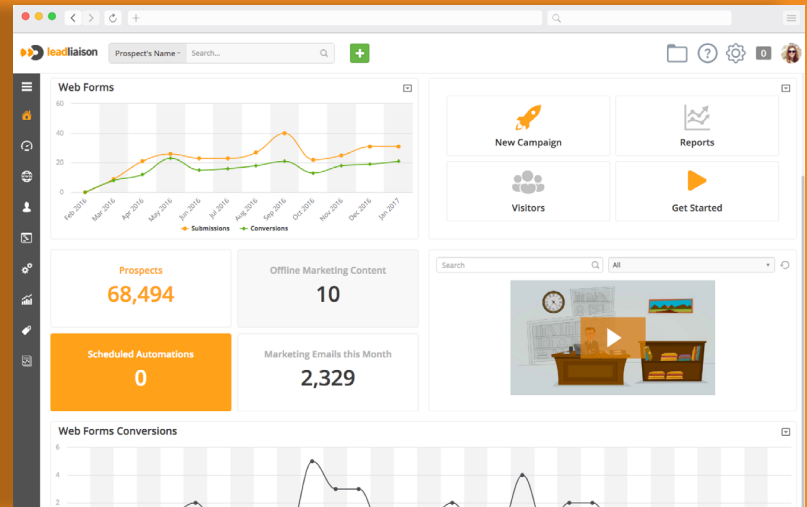 leadliaison
Prospect's Name
Search...
0
Web Forms
60
40
20
0
Feb 2016
Mar 2016
Apr 2016
May 2016
Jun 2016
Jul 2016
Aug 2016
Sep 2016
Oct 2016
Nov 2016
Dec 2016
Jan 2017
Submissions
Conversions
New Campaign
Reports
Visitors
Get Started
Prospects
68,494
Offline Marketing Content
10
Scheduled Automations
0
Marketing Emails this Month
2,329
Search
All
Web Forms Conversions
6
4
2